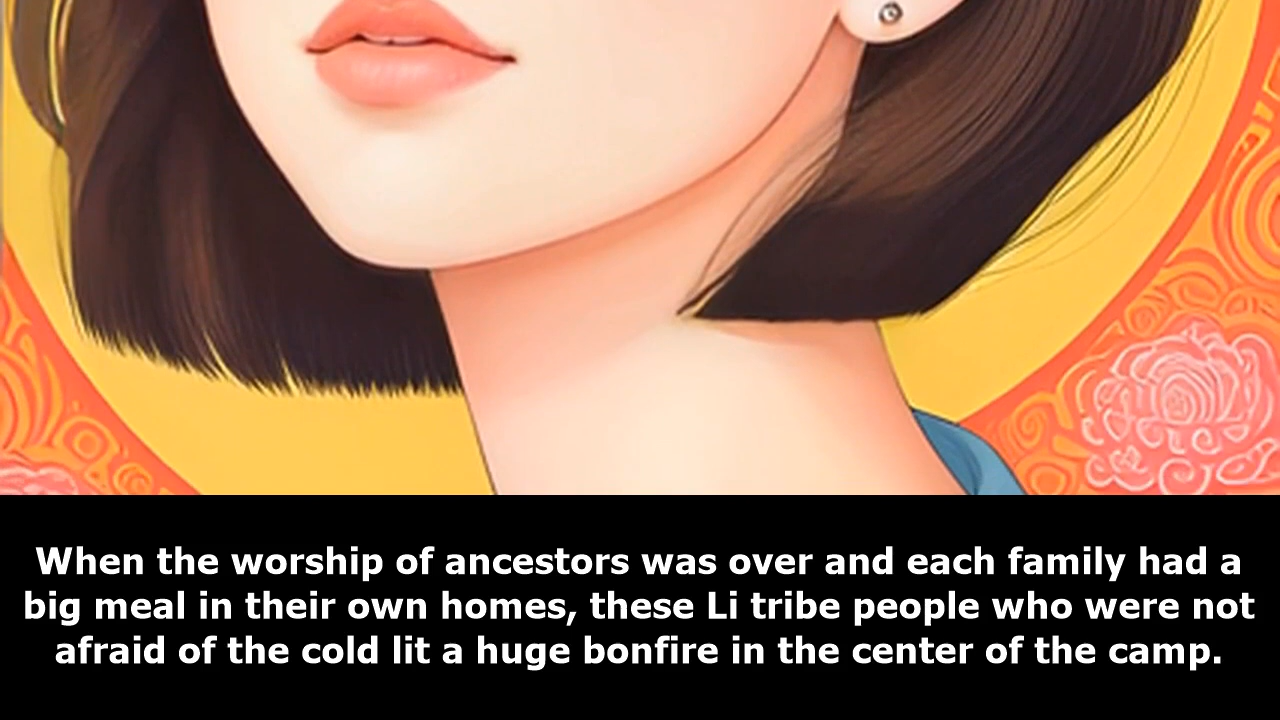 When the worship of ancestors was over and each family had a
big meal in their own homes, these Li tribe people who were not
afraid of the cold lit a huge bonfire in the center of the camp.